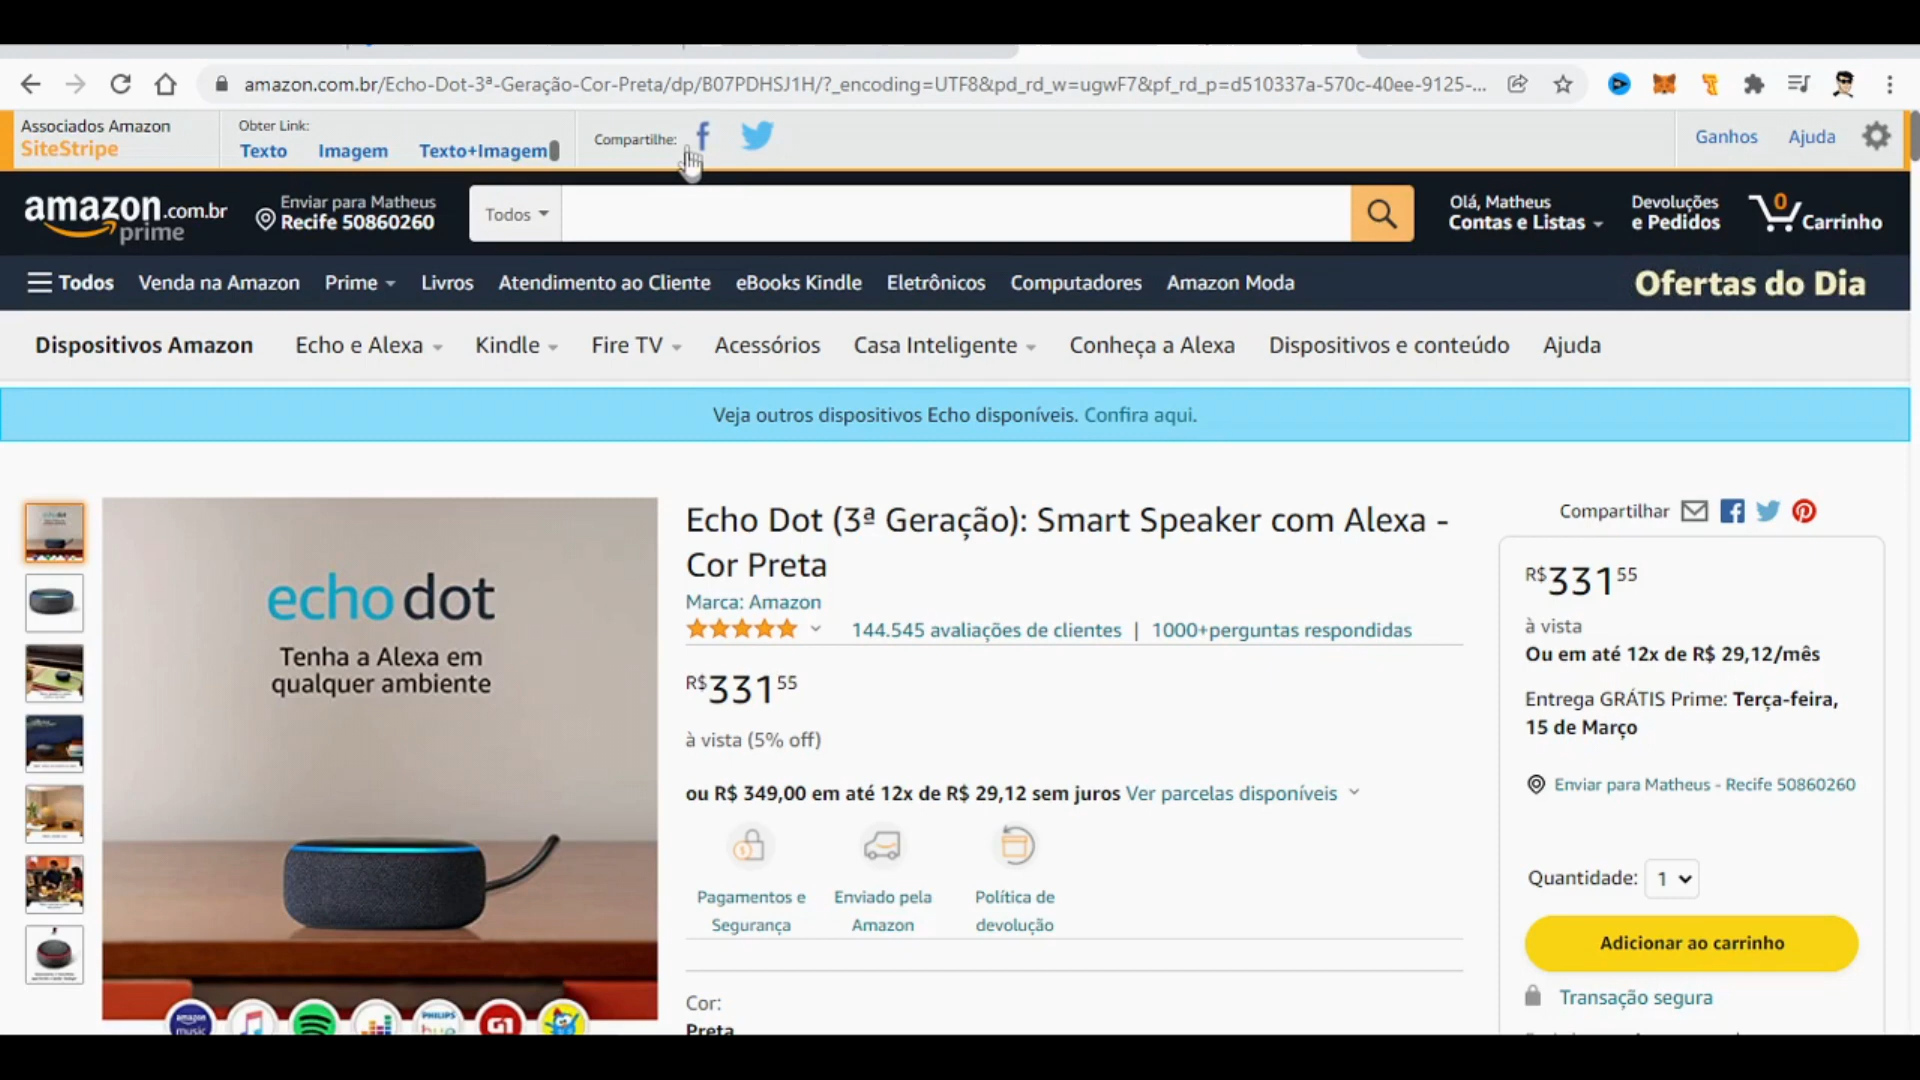 amazon.com.br/Echo-Dot-3ª-Geração-Cor-Preta/dp/B07PDHSJ1H/?_encoding=UTF8&pd_rd_w=ugwF7&pf_rd_p=d510337a-570c-40ee-9125-...
Associados Amazon
SiteStripe
Obter Link:
Texto Imagem Texto+Imagem
Compartilhe:
Ganhos Ajuda
amazon.com.br
prime
Enviar para Matheus
Recife 50860260
Todos
Olá, Matheus
Contas e Listas
Devoluções
e Pedidos
0
Carrinho
Todos Venda na Amazon Prime Livros Atendimento ao Cliente eBooks Kindle Eletrônicos Computadores Amazon Moda Ofertas do Dia
Dispositivos Amazon Echo e Alexa Kindle Fire TV Acessórios Casa Inteligente Conheça a Alexa Dispositivos e conteúdo Ajuda
Veja outros dispositivos Echo disponíveis. Confira aqui.
echo dot
Tenha a Alexa em
qualquer ambiente
amazon
music
PHILIPS
hue
G1
Echo Dot (3ª Geração): Smart Speaker com Alexa -
Cor Preta
Marca: Amazon
144.545 avaliações de clientes | 1000+perguntas respondidas
R$33155
à vista (5% off)
ou R$ 349,00 em até 12x de R$ 29,12 sem juros Ver parcelas disponíveis
Pagamentos e
Segurança
Enviado pela
Amazon
Política de
devolução
Cor:
Preta
Compartilhar
R$33155
à vista
Ou em até 12x de R$ 29,12/mês
Entrega GRÁTIS Prime: Terça-feira,
15 de Março
Enviar para Matheus - Recife 50860260
Quantidade: 1
Adicionar ao carrinho
Transação segura